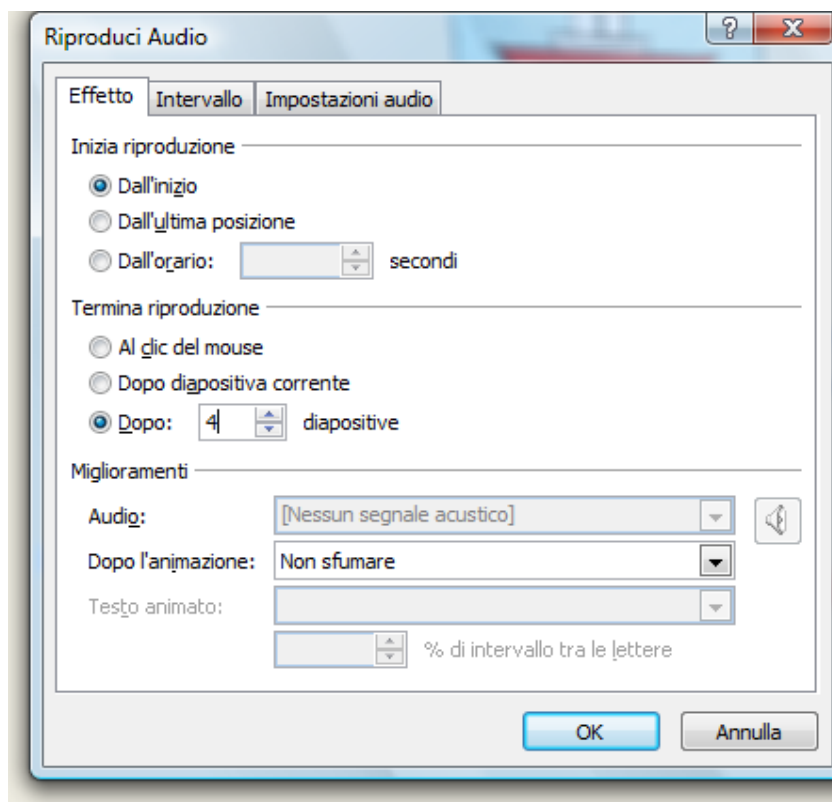 Riproduci Audio
Effetto Intervallo Impostazioni audio
Inizia riproduzione
Dall'inizio
Dall'ultima posizione
Dall'orario: secondi
Termina riproduzione
Al clic del mouse
Dopo diapositiva corrente
Dopo: 4 diapositive
Miglioramenti
Audio: [Nessun segnale acustico]
Dopo l'animazione: Non sfumare
Testo animato:
% di intervallo tra le lettere
OK Annulla